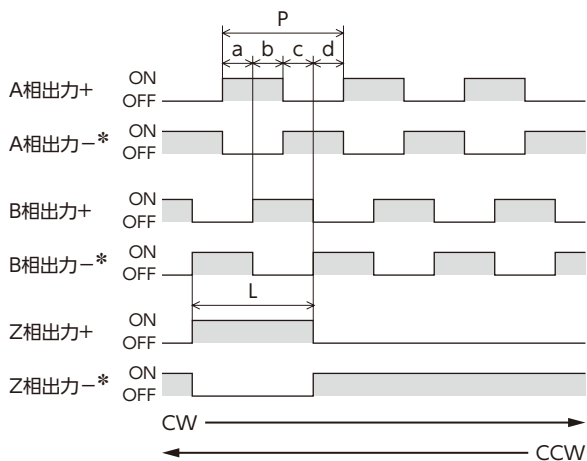 P
a b c d
A相出力+ ON
OFF
A相出力−* ON
OFF
B相出力+ ON
OFF
B相出力−* ON
OFF
L
Z相出力+ ON
OFF
Z相出力−* ON
OFF
CW
CCW